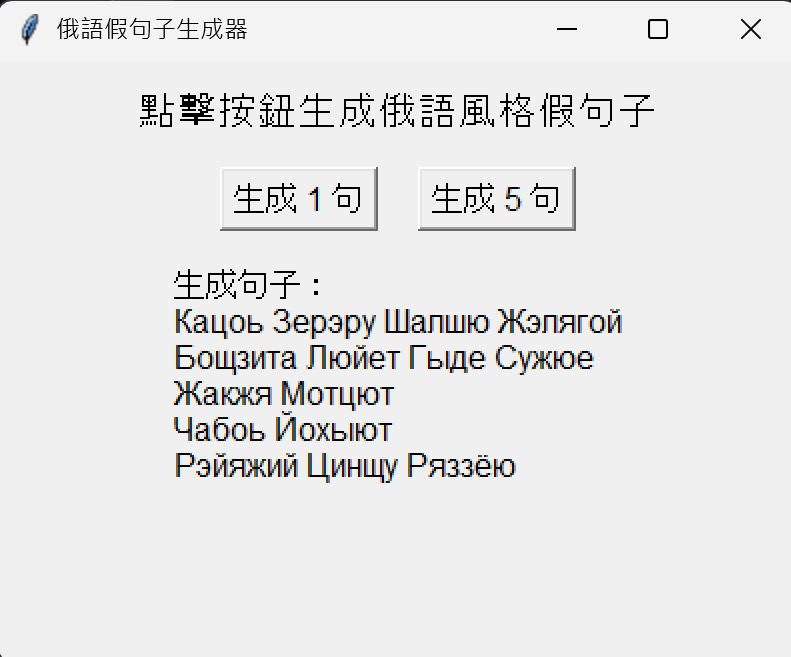 俄語假句子生成器
點擊按鈕生成俄語風格假句子
生成 1 句 生成 5 句
生成句子：
Кацоь Зерэру Шапшю Жэлягой
Бощзита Люйет Гыде Сужюе
Жакжя Мотцют
Чабоь Йохыют
Рэйяжий Цинщу Ряззёю